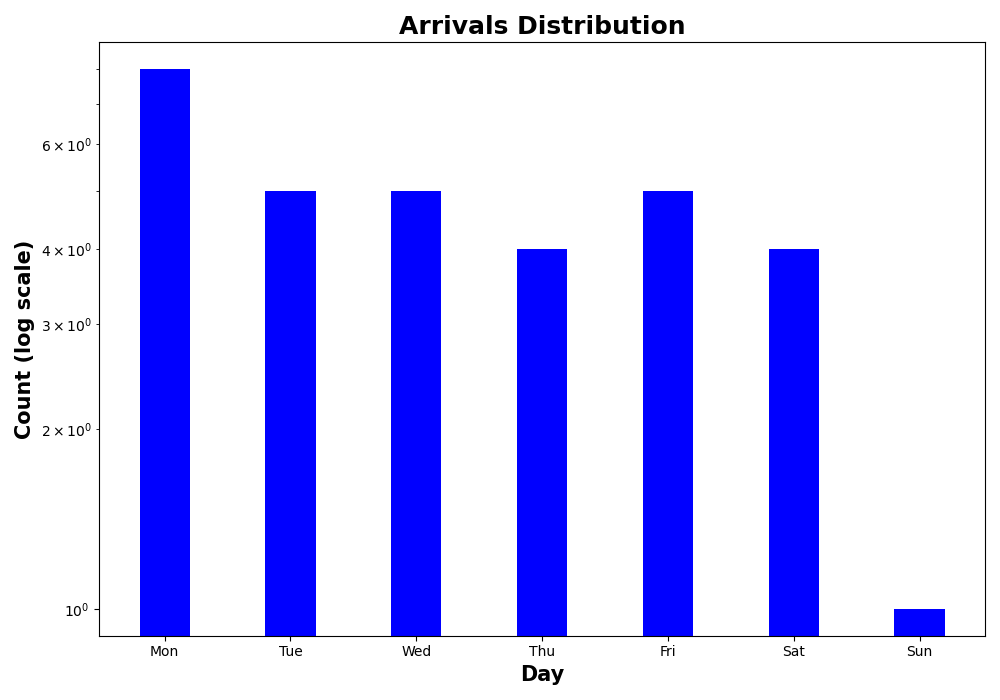 Arrivals Distribution
Count (log scale)
6 × 10⁰
4 × 10⁰
3 × 10⁰
2 × 10⁰
10⁰
Mon Tue Wed Thu Fri Sat Sun
Day